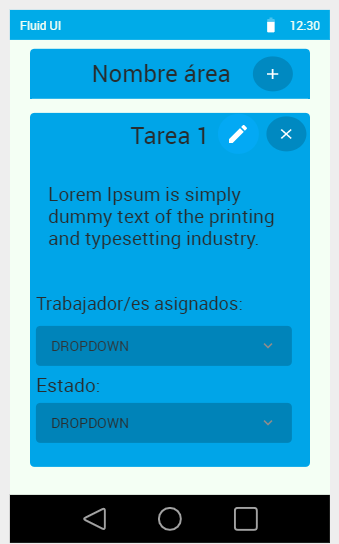 Fluid UI 12:30
Nombre área
Tarea 1
Lorem Ipsum is simply
dummy text of the printing
and typesetting industry.
Trabajador/es asignados:
DROPDOWN
Estado:
DROPDOWN